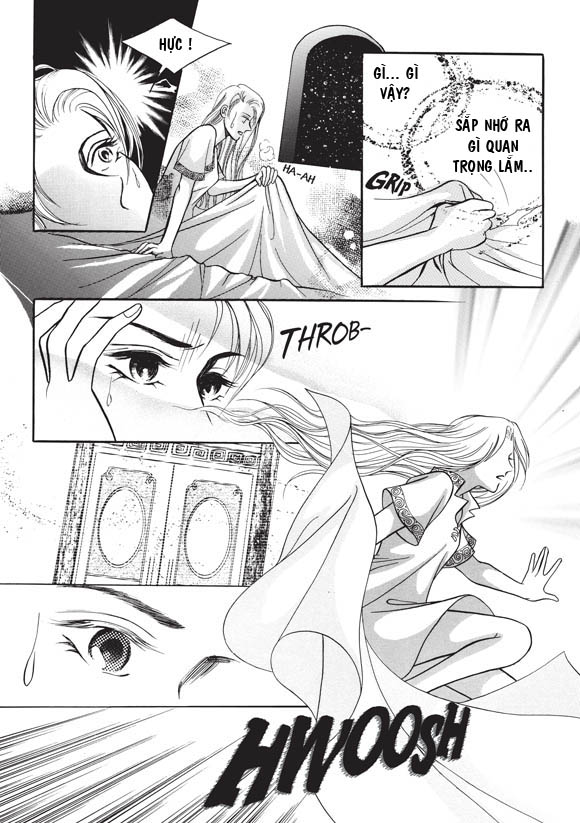 HỰC !
HA-AH
GÌ... GÌ
VẬY?
SẮP NHỚ RA
GÌ QUAN
TRỌNG LẮM..
GRIP
THROB-
HWOOSH